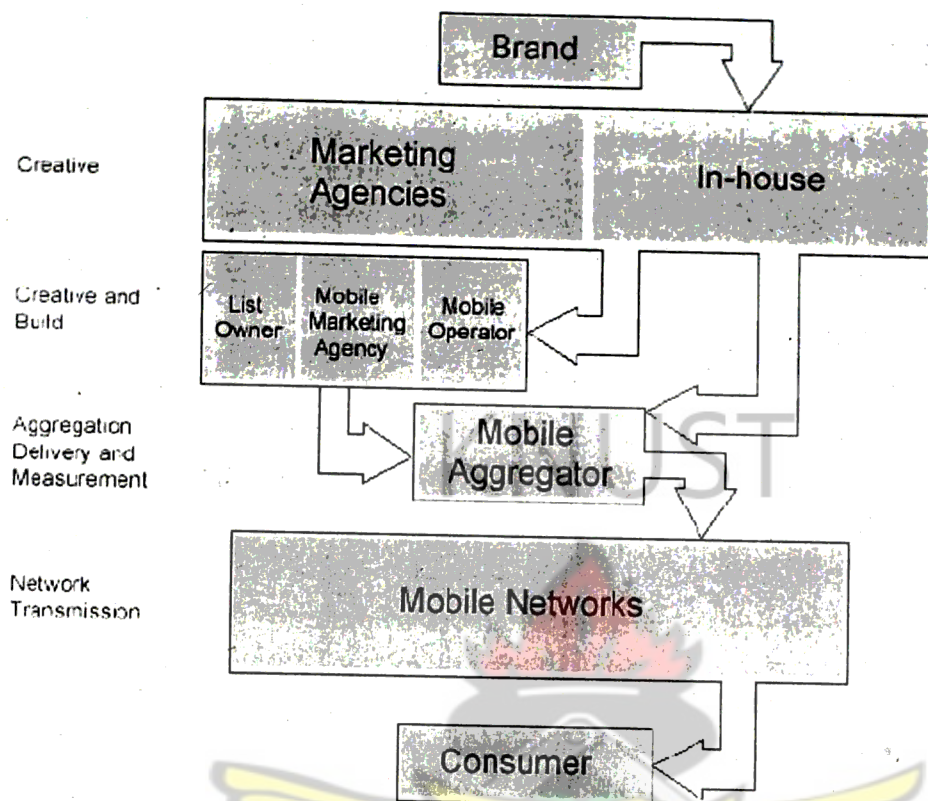 Brand
Creative
Marketing
Agencies
In-house
Creative and
Build
List
Owner
Mobile
Marketing
Agency
Mobile
Operator
Aggregation
Delivery and
Measurement
Mobile
Aggregator
KNUST
Network
Transmission
Mobile Networks
Consumer